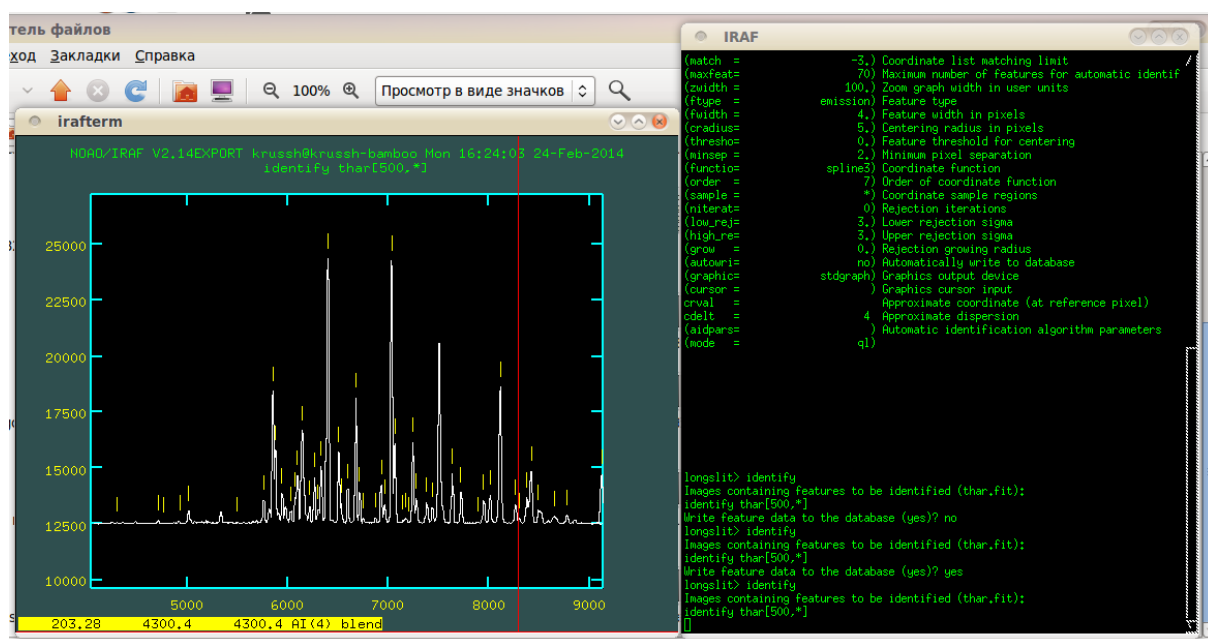 тель файлов
ход Закладки Справка
100% Просмотр в виде значков
irafterm
NOAO/IRAF V2.14EXPORT krussh@krussh-bamboo Mon 16:24:03 24-Feb-2014
identify thar[500,*]
25000
22500
20000
17500
15000
12500
10000
5000 6000 7000 8000 9000
203.28 4300.4 4300.4 AI(4) blend
IRAF
(match = -3.) Coordinate list matching limit
(maxfeat= 70) Maximum number of features for automatic identif
(zwidth = 100.) Zoom graph width in user units
(ftype = emission) Feature type
(fwidth = 4.) Feature width in pixels
(cradius= 5.) Centering radius in pixels
(thresho= 0.) Feature threshold for centering
(minsep = 2.) Minimum pixel separation
(functio= spline3) Coordinate function
(order = 7) Order of coordinate function
(sample = *) Coordinate sample regions
(niterat= 0) Rejection iterations
(low_rej= 3.) Lower rejection sigma
(high_re= 3.) Upper rejection sigma
(grow = 0.) Rejection growing radius
(autowri= no) Automatically write to database
(graphic= stdgraph) Graphics output device
(cursor = ) Graphics cursor input
crval = Approximate coordinate (at reference pixel)
cdelt = 4 Approximate dispersion
(aidpars= ) Automatic identification algorithm parameters
(mode = ql)
longslit> identify
Images containing features to be identified (thar.fit):
identify thar[500,*]
Write feature data to the database (yes)? no
longslit> identify
Images containing features to be identified (thar.fit):
identify thar[500,*]
Write feature data to the database (yes)? yes
longslit> identify
Images containing features to be identified (thar.fit):
identify thar[500,*]